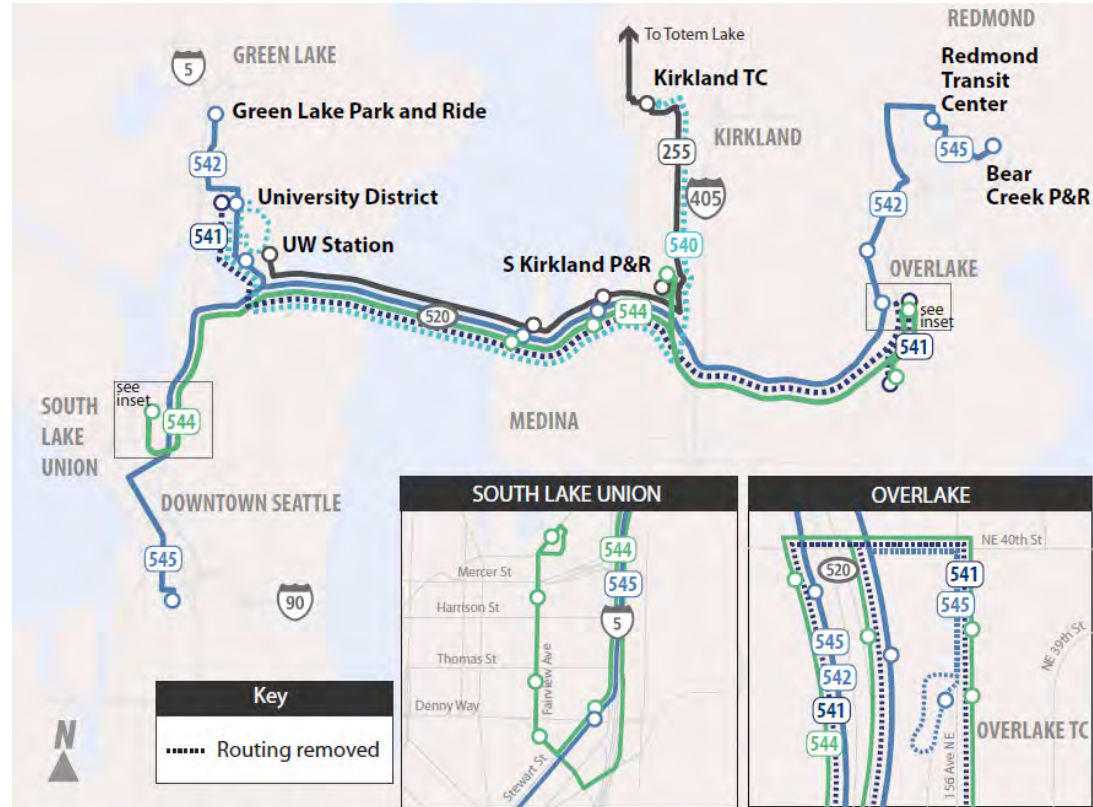 REDMOND
To Totem Lake
GREEN LAKE
5
Redmond
Transit
Center
Kirkland TC
Green Lake Park and Ride
KIRKLAND
255
545
542
Bear
Creek P&R
405
University District
542
541
540
UW Station
S Kirkland P&R
OVERLAKE
544
520
see
inset
541
see
inset
SOUTH
LAKE
UNION
544
MEDINA
DOWNTOWN SEATTLE
545
90
Key
Routing removed
N
SOUTH LAKE UNION
544
Mercer St
545
Harrison St
5
Thomas St
Fairview Ave
Denny Way
Stewart St
OVERLAKE
NE 40th St
520
541
545
545
NE 39th St
542
541
OVERLAKE TC
544
156 Ave NE